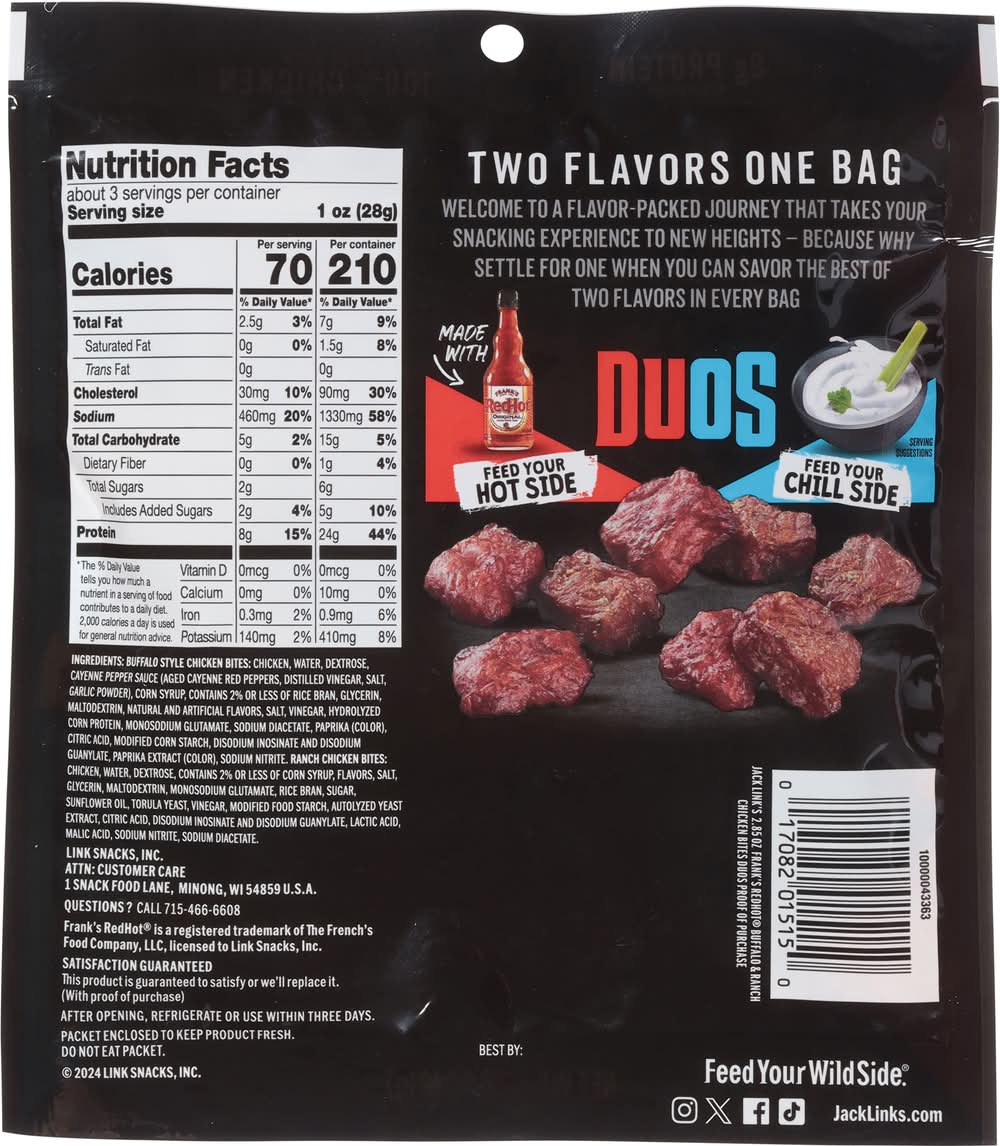 Nutrition Facts
about 3 servings per container
Serving size 1 oz (28g)
Per serving Per container
Calories 70 210
% Daily Value* % Daily Value*
Total Fat 2.5g 3% 7g 9%
Saturated Fat 0g 0% 1.5g 8%
Trans Fat 0g 0g
Cholesterol 30mg 10% 90mg 30%
Sodium 460mg 20% 1330mg 58%
Total Carbohydrate 5g 2% 15g 5%
Dietary Fiber 0g 0% 1g 4%
Total Sugars 2g 6g
Includes Added Sugars 2g 4% 5g 10%
Protein 8g 15% 24g 44%
Vitamin D 0mcg 0% 0mcg 0%
Calcium 0mg 0% 10mg 0%
Iron 0.3mg 2% 0.9mg 6%
Potassium 140mg 2% 410mg 8%
*The % Daily Value
tells you how much a
nutrient in a serving of food
contributes to a daily diet.
2,000 calories a day is used
for general nutrition advice.
INGREDIENTS: BUFFALO STYLE CHICKEN BITES: CHICKEN, WATER, DEXTROSE,
CAYENNE PEPPER SAUCE (AGED CAYENNE RED PEPPERS, DISTILLED VINEGAR, SALT,
GARLIC POWDER), CORN SYRUP, CONTAINS 2% OR LESS OF RICE BRAN, GLYCERIN,
MALTODEXTRIN, NATURAL AND ARTIFICIAL FLAVORS, SALT, VINEGAR, HYDROLYZED
CORN PROTEIN, MONOSODIUM GLUTAMATE, SODIUM DIACETATE, PAPRIKA (COLOR),
CITRIC ACID, MODIFIED CORN STARCH, DISODIUM INOSINATE AND DISODIUM
GUANYLATE, PAPRIKA EXTRACT (COLOR), SODIUM NITRITE. RANCH CHICKEN BITES:
CHICKEN, WATER, DEXTROSE, CONTAINS 2% OR LESS OF CORN SYRUP, FLAVORS, SALT,
GLYCERIN, MALTODEXTRIN, MONOSODIUM GLUTAMATE, RICE BRAN, SUGAR,
SUNFLOWER OIL, TORULA YEAST, VINEGAR, MODIFIED FOOD STARCH, AUTOLYZED YEAST
EXTRACT, CITRIC ACID, DISODIUM INOSINATE AND DISODIUM GUANYLATE, LACTIC ACID,
MALIC ACID, SODIUM NITRITE, SODIUM DIACETATE.
LINK SNACKS, INC.
ATTN: CUSTOMER CARE
1 SNACK FOOD LANE, MINONG, WI 54859 U.S.A.
QUESTIONS? CALL 715-466-6608
Frank's RedHot® is a registered trademark of The French's
Food Company, LLC, licensed to Link Snacks, Inc.
SATISFACTION GUARANTEED
This product is guaranteed to satisfy or we'll replace it.
(With proof of purchase)
AFTER OPENING, REFRIGERATE OR USE WITHIN THREE DAYS.
PACKET ENCLOSED TO KEEP PRODUCT FRESH.
DO NOT EAT PACKET.
© 2024 LINK SNACKS, INC.
TWO FLAVORS ONE BAG
WELCOME TO A FLAVOR-PACKED JOURNEY THAT TAKES YOUR
SNACKING EXPERIENCE TO NEW HEIGHTS – BECAUSE WHY
SETTLE FOR ONE WHEN YOU CAN SAVOR THE BEST OF
TWO FLAVORS IN EVERY BAG
MADE
WITH
FRANK'S
RedHot
ORIGINAL
DUOS
SERVING
SUGGESTIONS
FEED YOUR
HOT SIDE
FEED YOUR
CHILL SIDE
JACK LINK'S 2.85 OZ FRANK'S REDHOT® BUFFALO & RANCH
CHICKEN BITES DUOS PROOF OF PURCHASE
0 17082 01515 0
10000043363
BEST BY:
Feed Your Wild Side.®
JackLinks.com